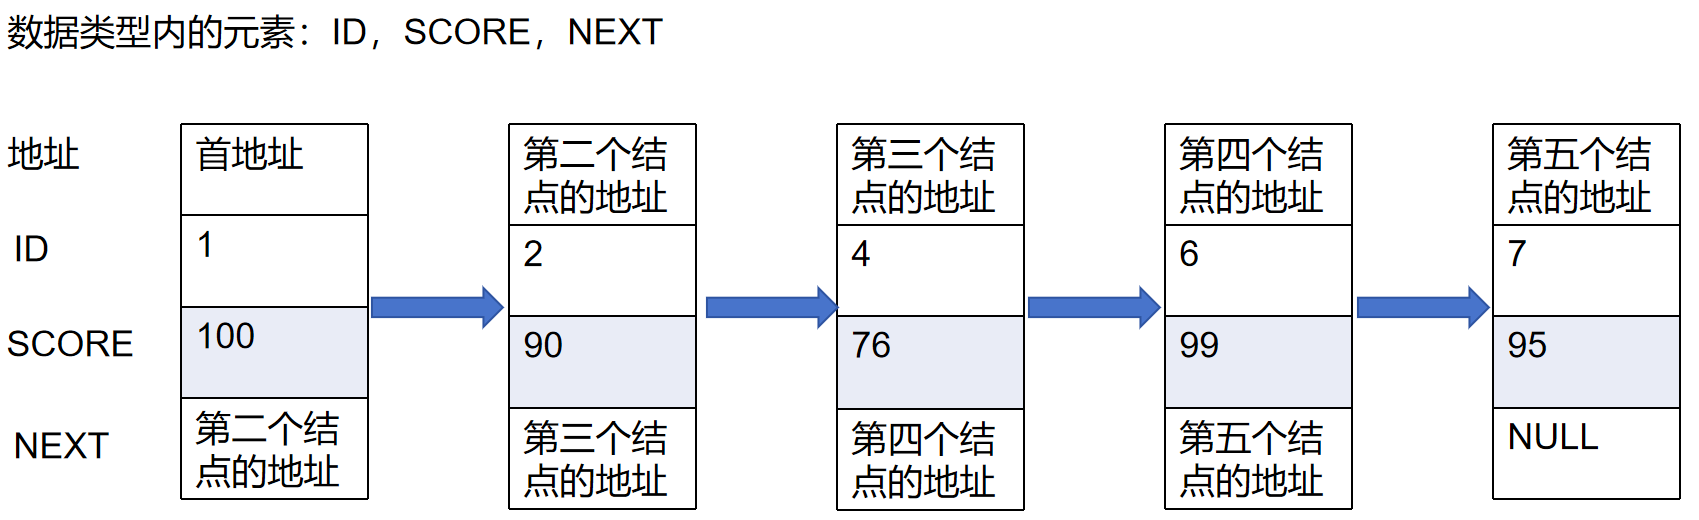 数据类型内的元素：ID，SCORE，NEXT
地址
首地址
第二个结
点的地址
第三个结
点的地址
第四个结
点的地址
第五个结
点的地址
ID
1
2
4
6
7
SCORE
100
90
76
99
95
NEXT
第二个结
点的地址
第三个结
点的地址
第四个结
点的地址
第五个结
点的地址
NULL